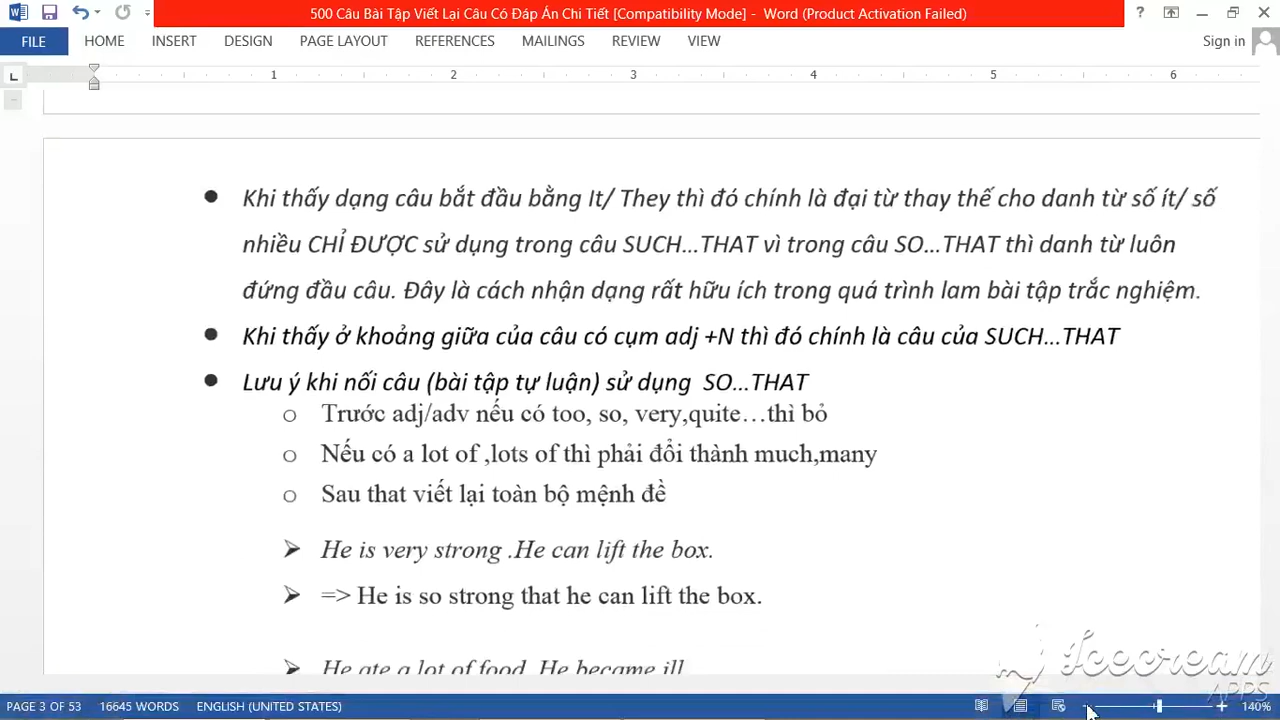 500 Câu Bài Tập Viết Lại Câu Có Đáp Án Chi Tiết [Compatibility Mode] - Word (Product Activation Failed)
FILE HOME INSERT DESIGN PAGE LAYOUT REFERENCES MAILINGS REVIEW VIEW Sign in
1 2 3 4 5 6
Khi thấy dạng câu bắt đầu bằng It/ They thì đó chính là đại từ thay thế cho danh từ số ít/ số
nhiều CHỈ ĐƯỢC sử dụng trong câu SUCH...THAT vì trong câu SO...THAT thì danh từ luôn
đứng đầu câu. Đây là cách nhận dạng rất hữu ích trong quá trình lam bài tập trắc nghiệm.
Khi thấy ở khoảng giữa của câu có cụm adj +N thì đó chính là câu của SUCH...THAT
Lưu ý khi nối câu (bài tập tự luận) sử dụng SO...THAT
o Trước adj/adv nếu có too, so, very,quite…thì bỏ
o Nếu có a lot of ,lots of thì phải đổi thành much,many
o Sau that viết lại toàn bộ mệnh đề
He is very strong .He can lift the box.
=> He is so strong that he can lift the box.
He ate a lot of food. He became ill
Icecream
APPS
PAGE 3 OF 53 16645 WORDS ENGLISH (UNITED STATES) 140%